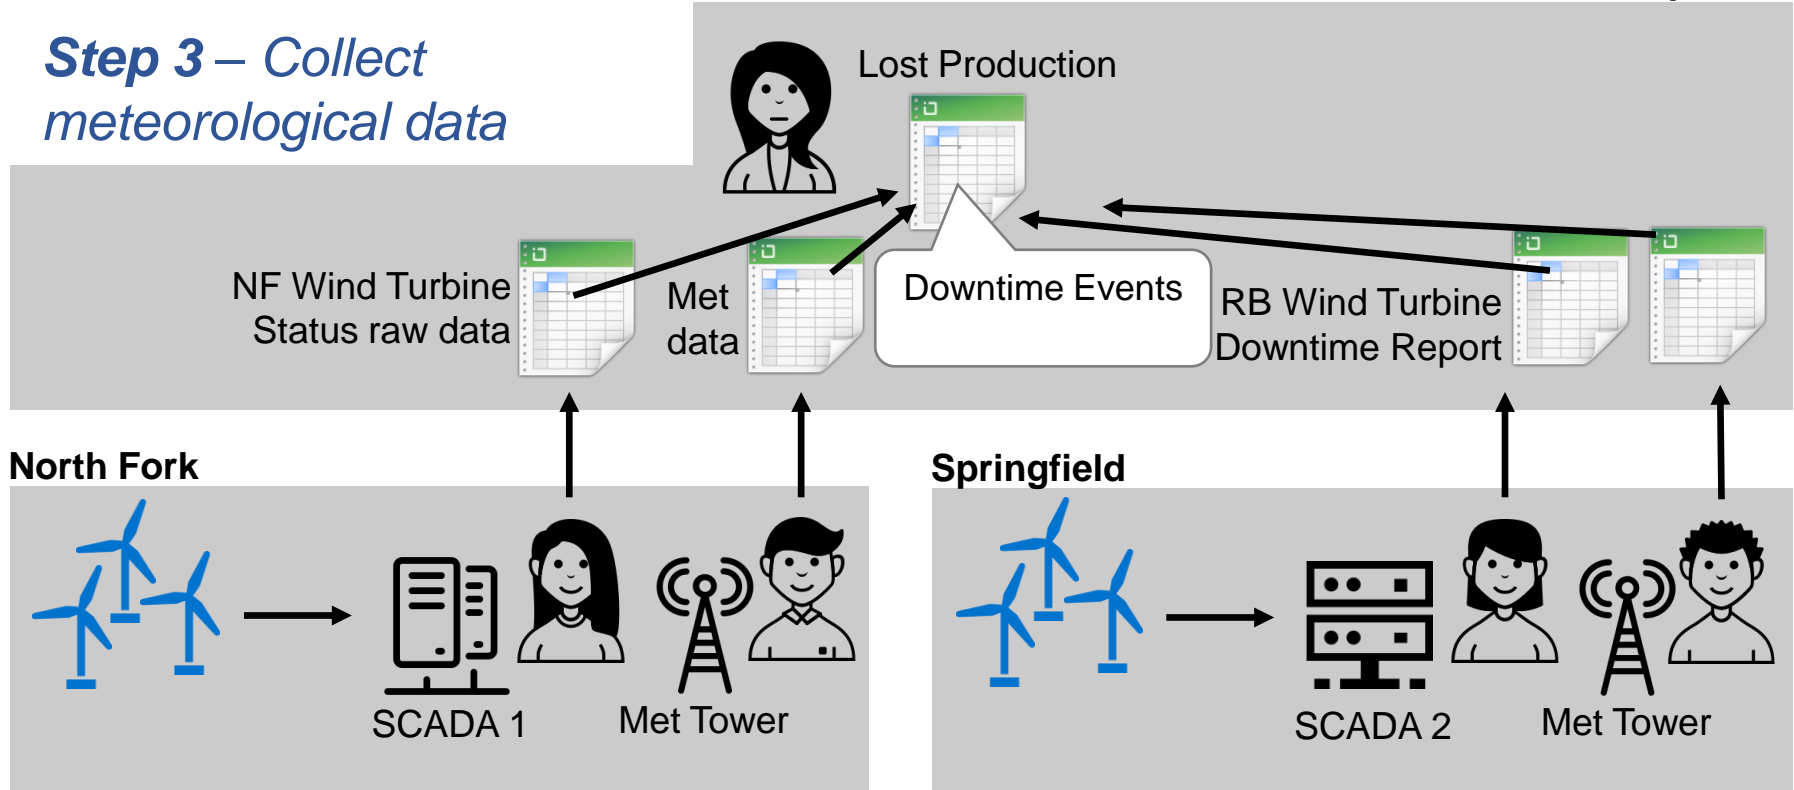 Step 3 – Collect
meteorological data
Lost Production
NF Wind Turbine
Status raw data
Met
data
Downtime Events
RB Wind Turbine
Downtime Report
North Fork
Springfield
SCADA 1
Met Tower
SCADA 2
Met Tower